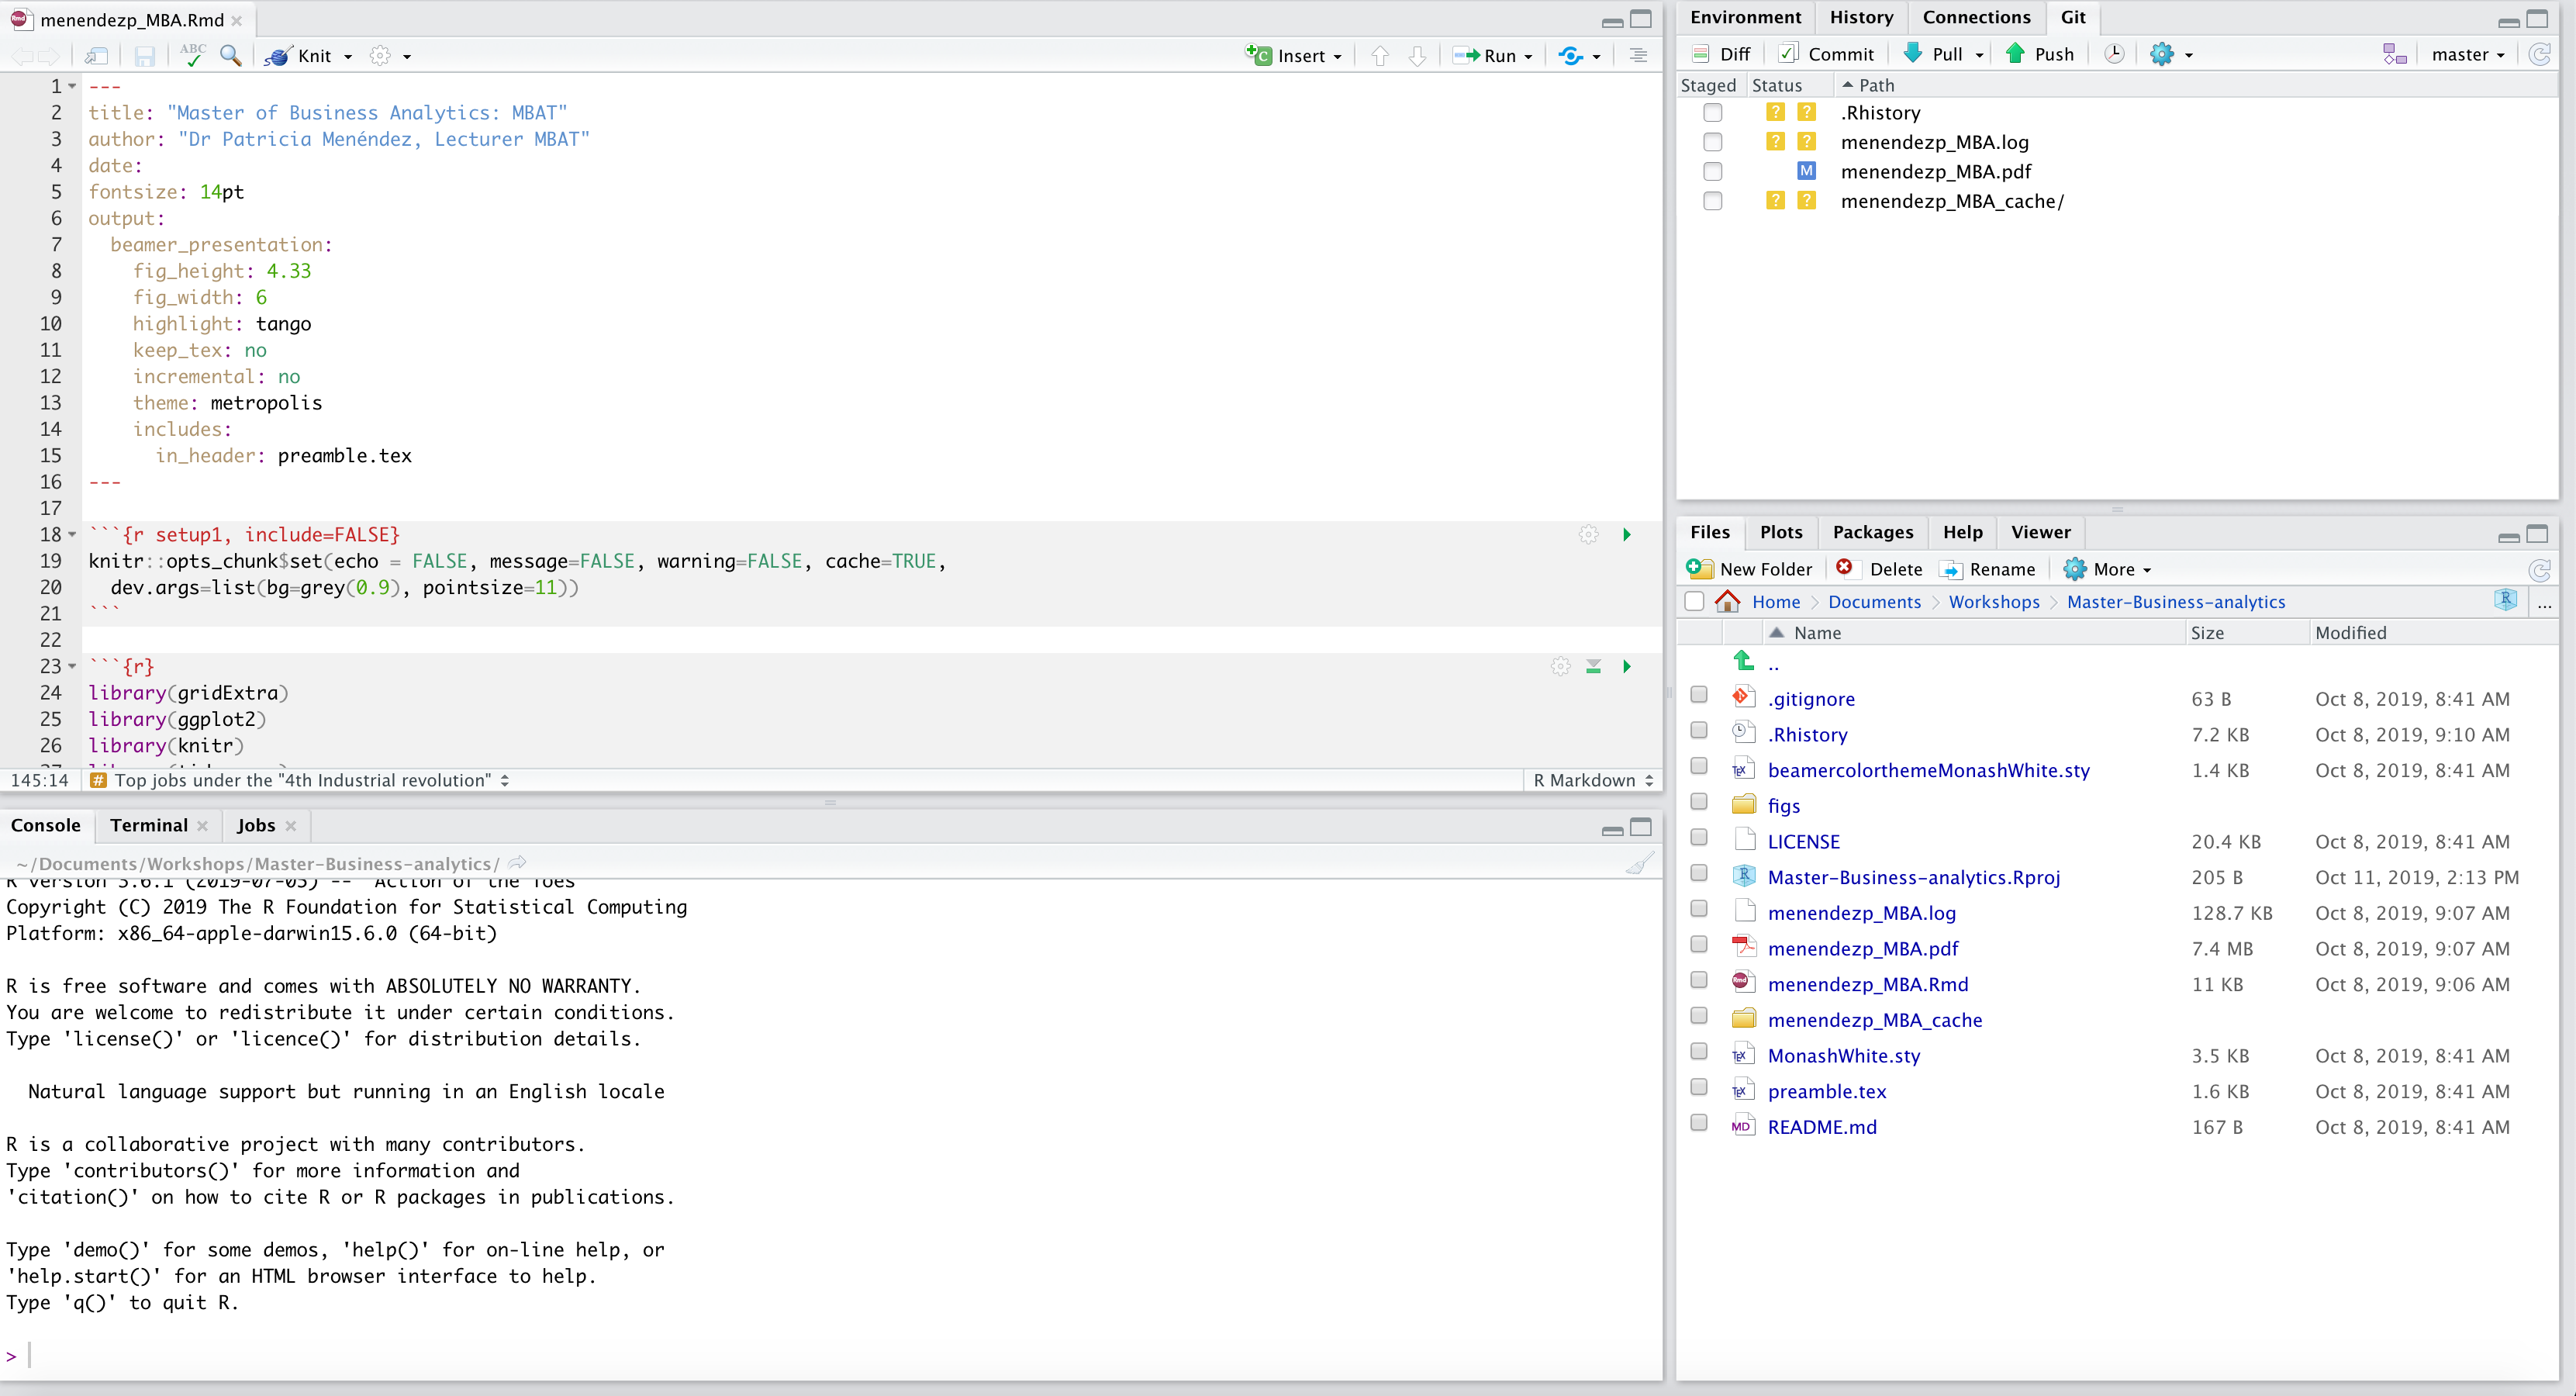 menendezp_MBA.Rmd
ABC
Knit
Insert
Run
1 ---
2 title: "Master of Business Analytics: MBAT"
3 author: "Dr Patricia Menéndez, Lecturer MBAT"
4 date:
5 fontsize: 14pt
6 output:
7 beamer_presentation:
8 fig_height: 4.33
9 fig_width: 6
10 highlight: tango
11 keep_tex: no
12 incremental: no
13 theme: metropolis
14 includes:
15 in_header: preamble.tex
16 ---
17
18 ```{r setup1, include=FALSE}
19 knitr::opts_chunk$set(echo = FALSE, message=FALSE, warning=FALSE, cache=TRUE,
20 dev.args=list(bg=grey(0.9), pointsize=11))
21 ```
22
23 ```{r}
24 library(gridExtra)
25 library(ggplot2)
26 library(knitr)
145:14 # Top jobs under the "4th Industrial revolution" R Markdown
Console Terminal Jobs
~/Documents/Workshops/Master-Business-analytics/
R version 3.6.1 (2019-07-05) -- "Action of the Toes"
Copyright (C) 2019 The R Foundation for Statistical Computing
Platform: x86_64-apple-darwin15.6.0 (64-bit)
R is free software and comes with ABSOLUTELY NO WARRANTY.
You are welcome to redistribute it under certain conditions.
Type 'license()' or 'licence()' for distribution details.
Natural language support but running in an English locale
R is a collaborative project with many contributors.
Type 'contributors()' for more information and
'citation()' on how to cite R or R packages in publications.
Type 'demo()' for some demos, 'help()' for on-line help, or
'help.start()' for an HTML browser interface to help.
Type 'q()' to quit R.
>
Environment History Connections Git
Diff Commit Pull Push master
Staged Status Path
? ? .Rhistory
? ? menendezp_MBA.log
M menendezp_MBA.pdf
? ? menendezp_MBA_cache/
Files Plots Packages Help Viewer
New Folder Delete Rename More
Home Documents Workshops Master-Business-analytics R ...
Name Size Modified
..
.gitignore 63 B Oct 8, 2019, 8:41 AM
.Rhistory 7.2 KB Oct 8, 2019, 9:10 AM
beamercolorthemeMonashWhite.sty 1.4 KB Oct 8, 2019, 8:41 AM
figs
LICENSE 20.4 KB Oct 8, 2019, 8:41 AM
Master-Business-analytics.Rproj 205 B Oct 11, 2019, 2:13 PM
menendezp_MBA.log 128.7 KB Oct 8, 2019, 9:07 AM
menendezp_MBA.pdf 7.4 MB Oct 8, 2019, 9:07 AM
menendezp_MBA.Rmd 11 KB Oct 8, 2019, 9:06 AM
menendezp_MBA_cache
MonashWhite.sty 3.5 KB Oct 8, 2019, 8:41 AM
preamble.tex 1.6 KB Oct 8, 2019, 8:41 AM
README.md 167 B Oct 8, 2019, 8:41 AM